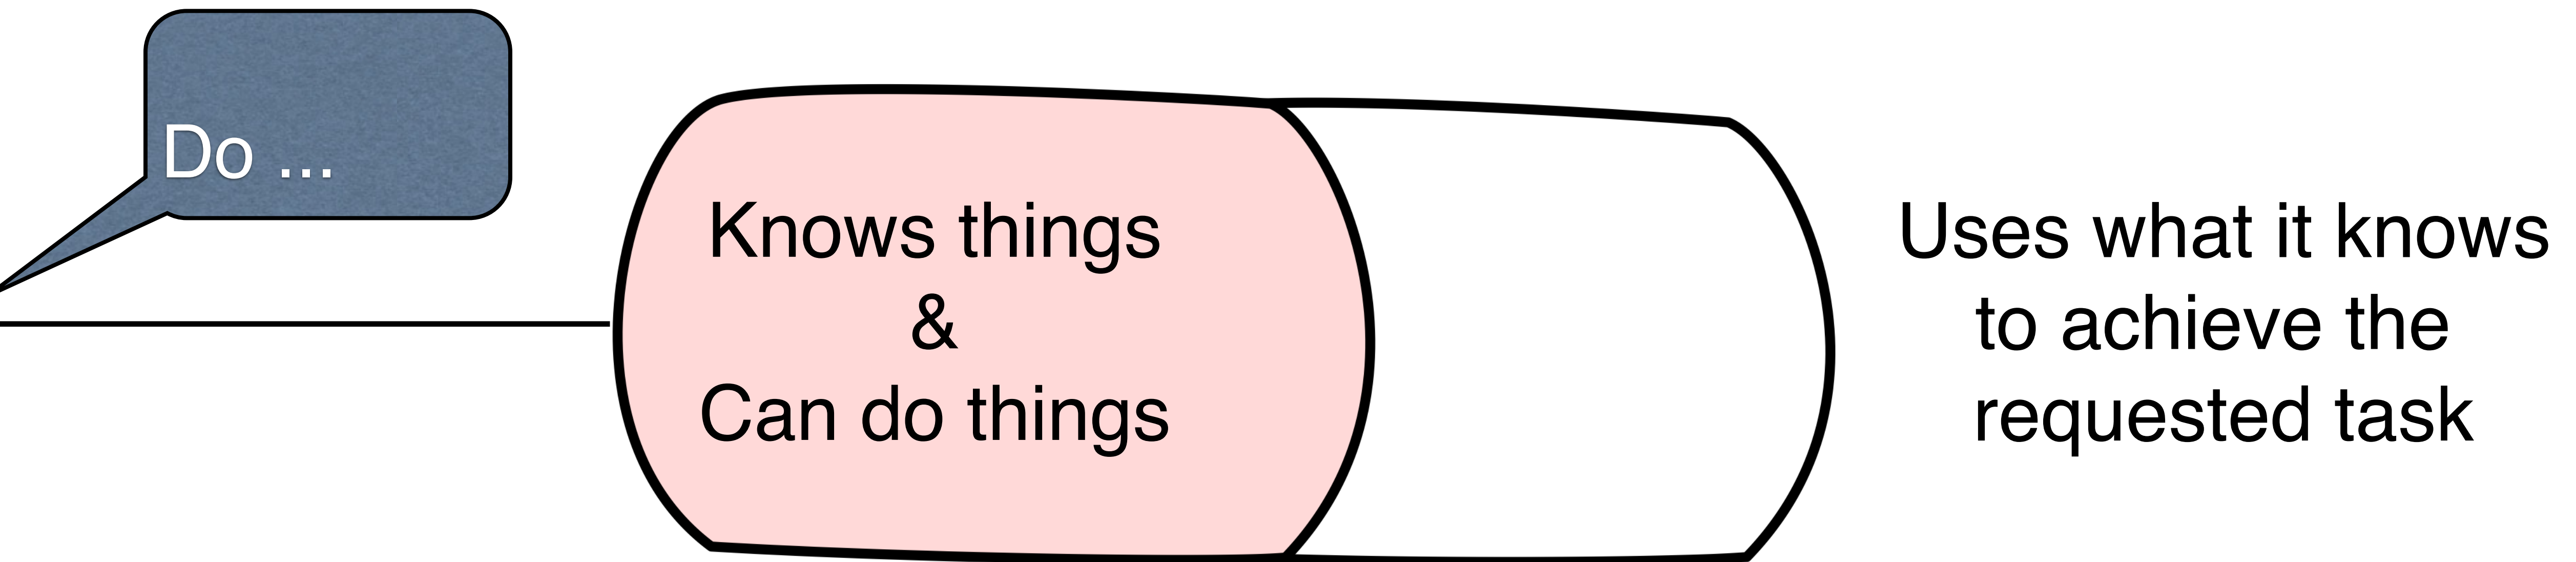 Do ...
Knows things
&
Can do things
Uses what it knows
to achieve the
requested task